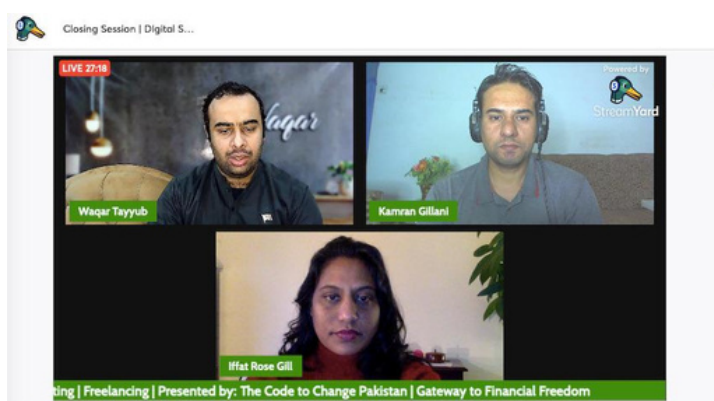 Closing Session | Digital S...
LIVE 27:18
Powered by
StreamYard
Waqar Tayyub
Kamran Gillani
Iffat Rose Gill
ting | Freelancing | Presented by: The Code to Change Pakistan | Gateway to Financial Freedom